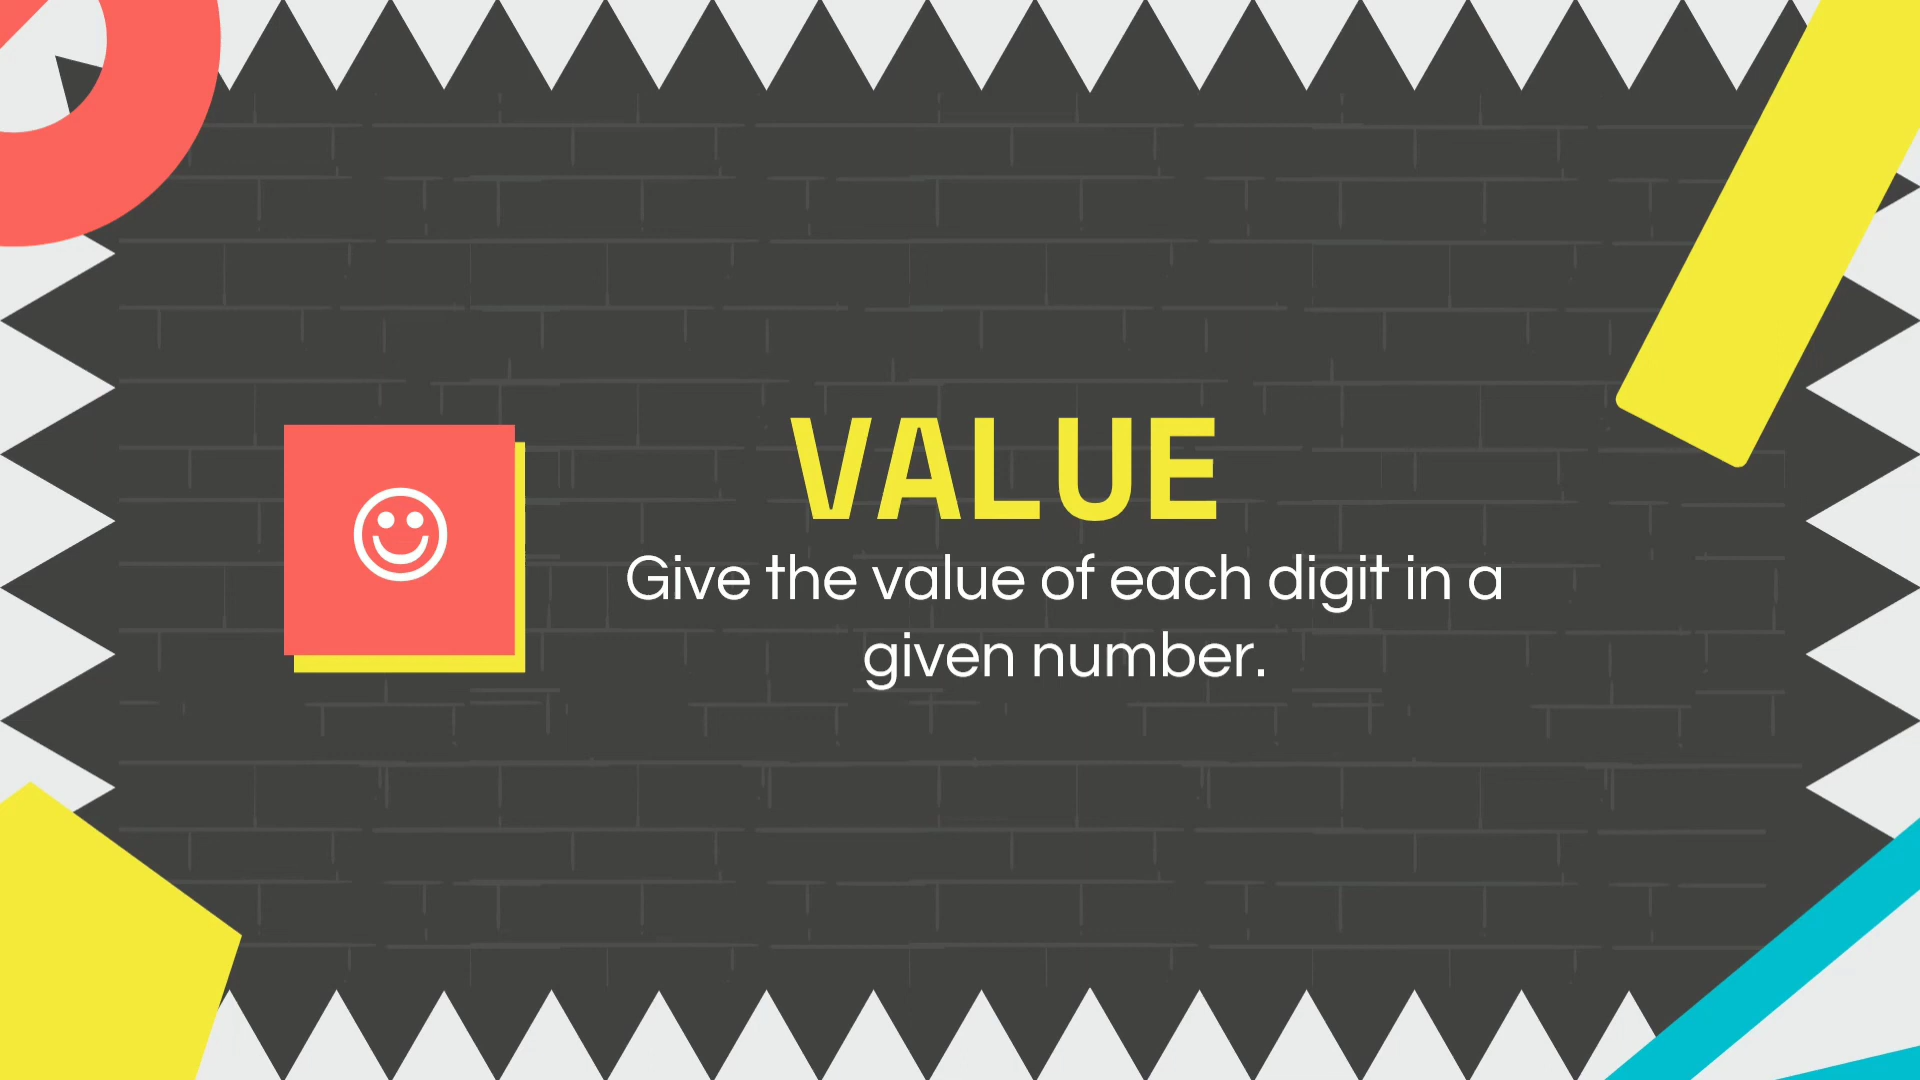 VALUE
Give the value of each digit in a
given number.